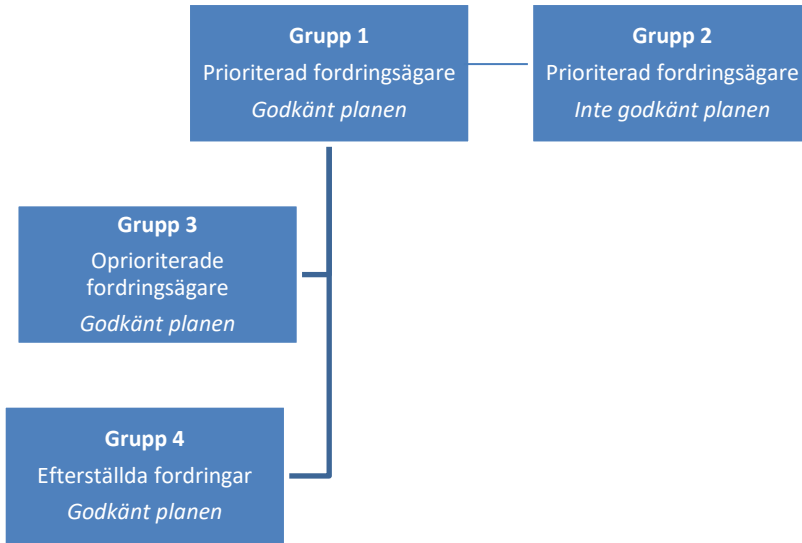 Grupp 1
Prioriterad fordringsägare
Godkänt planen
Grupp 2
Prioriterad fordringsägare
Inte godkänt planen
Grupp 3
Oprioriterade
fordringsägare
Godkänt planen
Grupp 4
Efterställda fordringar
Godkänt planen